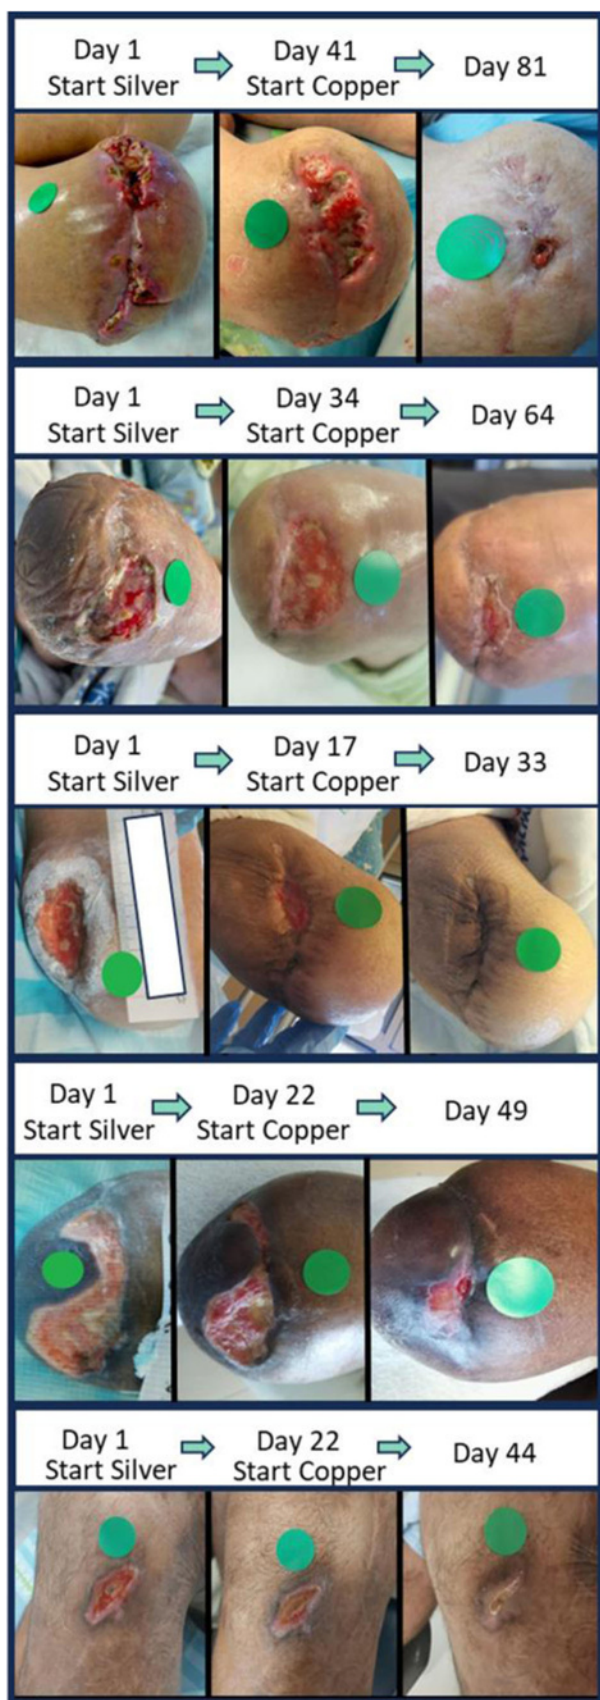 Day 1
Start Silver
Day 41
Start Copper
Day 81
Day 1
Start Silver
Day 34
Start Copper
Day 64
Day 1
Start Silver
Day 17
Start Copper
Day 33
Day 1
Start Silver
Day 22
Start Copper
Day 49
Day 1
Start Silver
Day 22
Start Copper
Day 44